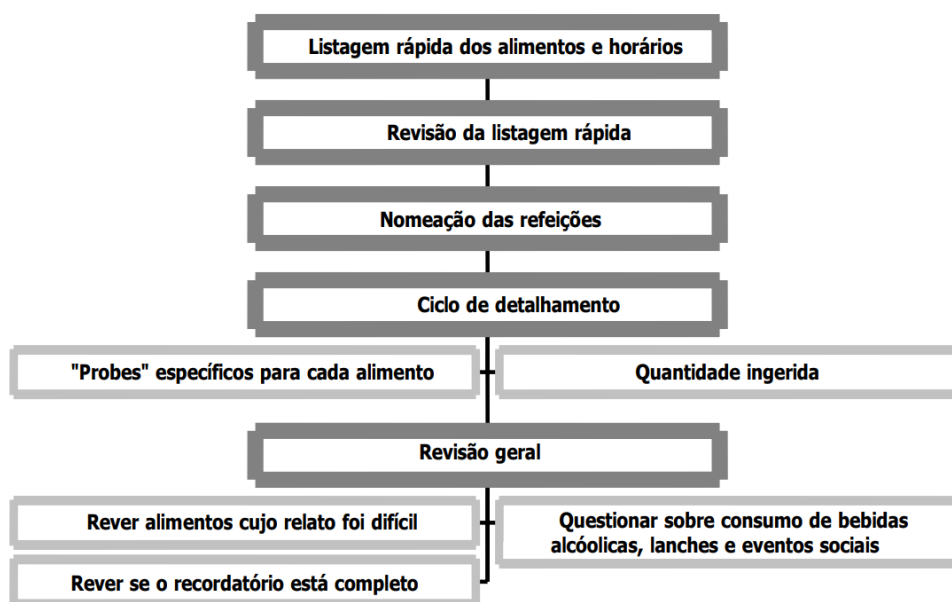 Listagem rápida dos alimentos e horários
Revisão da listagem rápida
Nomeação das refeições
Ciclo de detalhamento
"Probes" específicos para cada alimento
Quantidade ingerida
Revisão geral
Rever alimentos cujo relato foi difícil
Questionar sobre consumo de bebidas
alcóolicas, lanches e eventos sociais
Rever se o recordatório está completo